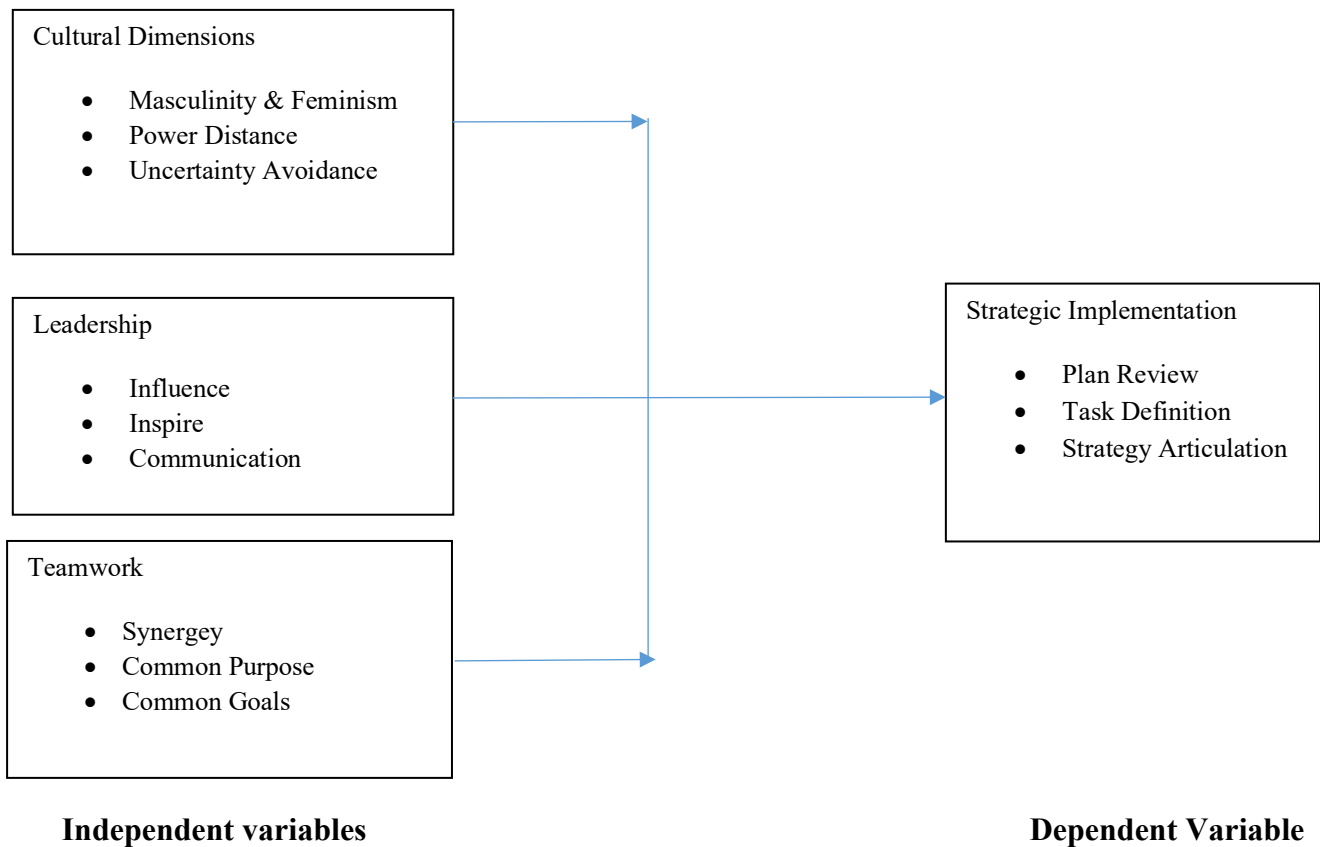 Cultural Dimensions
• Masculinity & Feminism
• Power Distance
• Uncertainty Avoidance
Leadership
• Influence
• Inspire
• Communication
Teamwork
• Synergey
• Common Purpose
• Common Goals
Strategic Implementation
• Plan Review
• Task Definition
• Strategy Articulation
Independent variables
Dependent Variable